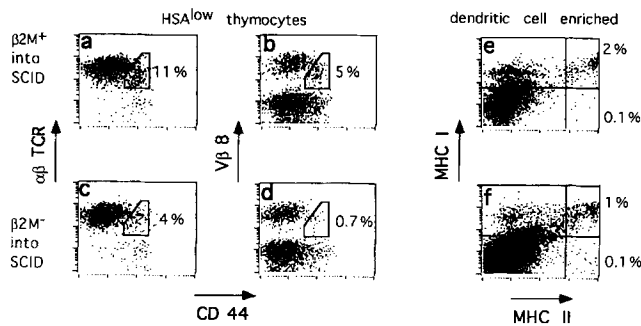 HSAlow thymocytes
dendritic cell enriched
β2M+
into
SCID
a
11%
b
5%
e
2%
0.1%
αβ TCR
Vβ 8
MHC I
β2M-
into
SCID
c
4%
d
0.7%
f
1%
0.1%
CD 44
MHC II